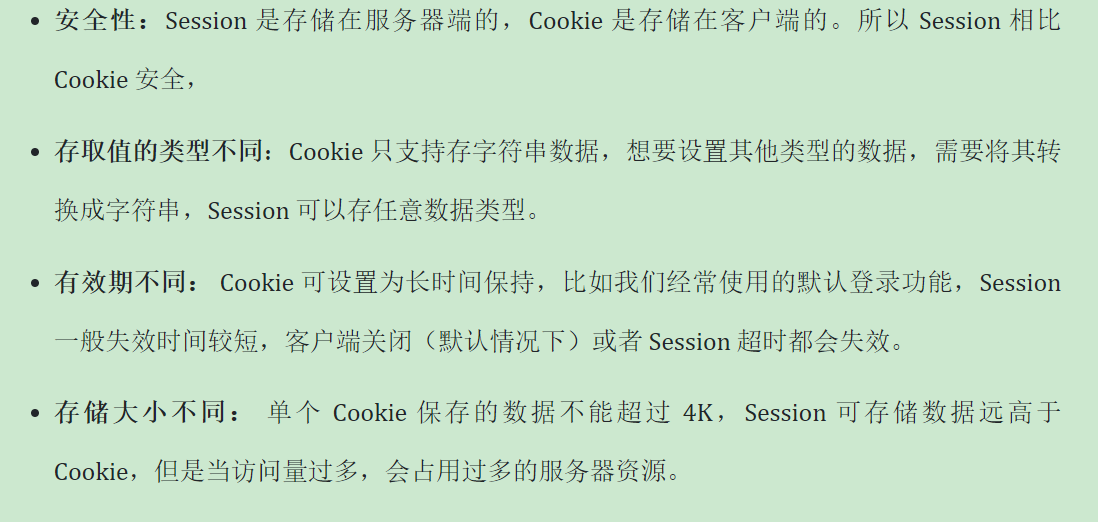 • 安全性：Session 是存储在服务器端的，Cookie 是存储在客户端的。所以 Session 相比
Cookie 安全，
• 存取值的类型不同：Cookie 只支持存字符串数据，想要设置其他类型的数据，需要将其转
换成字符串，Session 可以存任意数据类型。
• 有效期不同： Cookie 可设置为长时间保持，比如我们经常使用的默认登录功能，Session
一般失效时间较短，客户端关闭（默认情况下）或者 Session 超时都会失效。
• 存储大小不同： 单个 Cookie 保存的数据不能超过 4K，Session 可存储数据远高于
Cookie，但是当访问量过多，会占用过多的服务器资源。